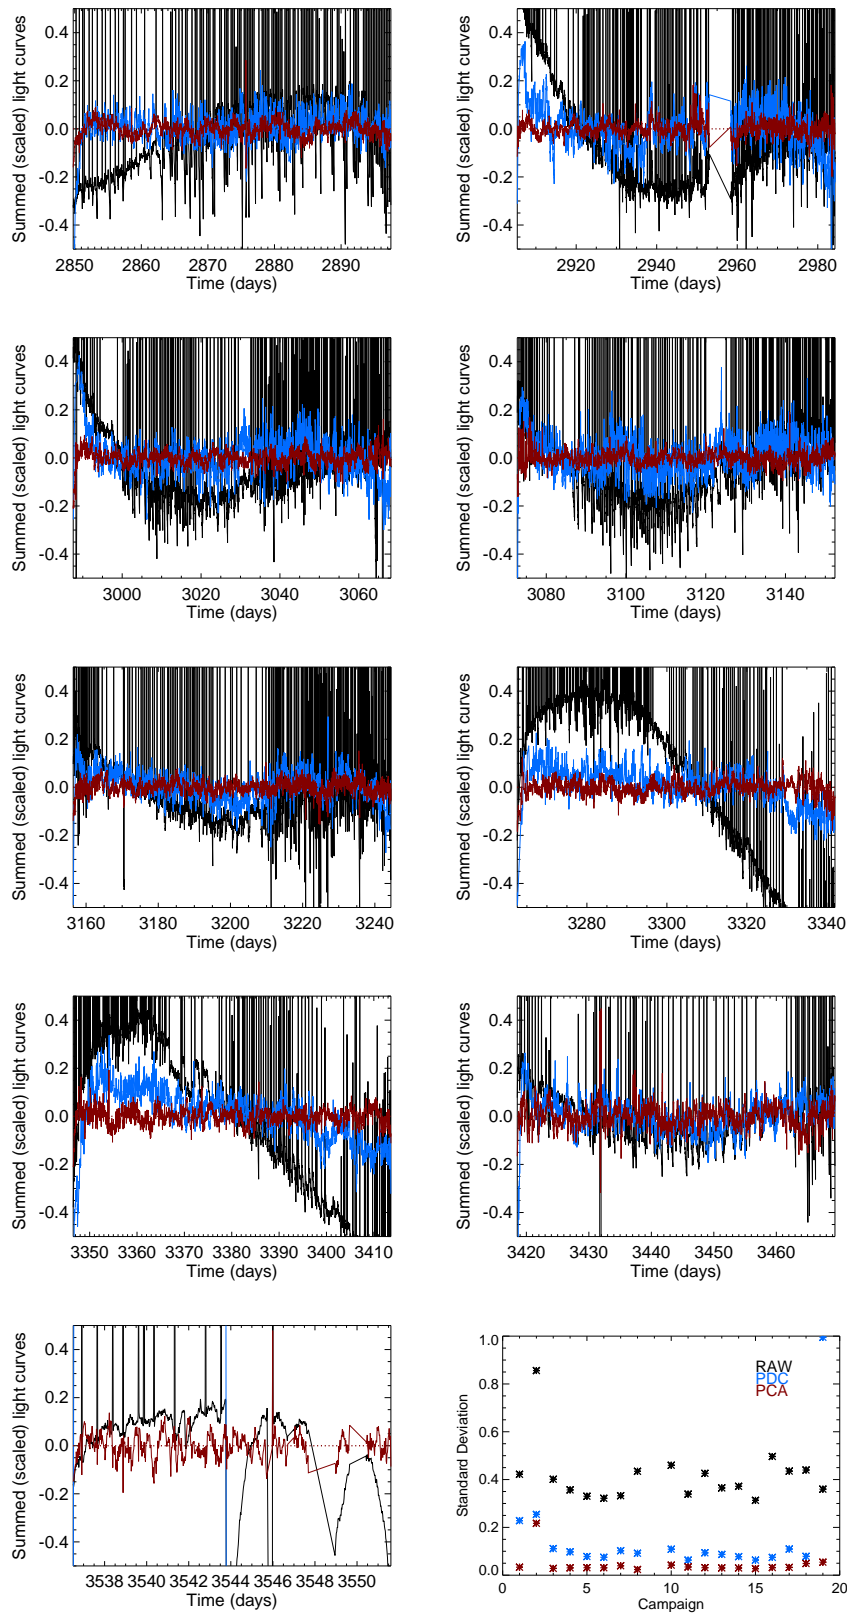 Summed (scaled) light curves
0.4
0.2
0.0
-0.2
-0.4
2850 2860 2870 2880 2890
Time (days)
Summed (scaled) light curves
0.4
0.2
0.0
-0.2
-0.4
2920 2940 2960 2980
Time (days)
Summed (scaled) light curves
0.4
0.2
0.0
-0.2
-0.4
3000 3020 3040 3060
Time (days)
Summed (scaled) light curves
0.4
0.2
0.0
-0.2
-0.4
3080 3100 3120 3140
Time (days)
Summed (scaled) light curves
0.4
0.2
0.0
-0.2
-0.4
3160 3180 3200 3220 3240
Time (days)
Summed (scaled) light curves
0.4
0.2
0.0
-0.2
-0.4
3280 3300 3320 3340
Time (days)
Summed (scaled) light curves
0.4
0.2
0.0
-0.2
-0.4
3350 3360 3370 3380 3390 3400 3410
Time (days)
Summed (scaled) light curves
0.4
0.2
0.0
-0.2
-0.4
3420 3430 3440 3450 3460
Time (days)
Summed (scaled) light curves
0.4
0.2
0.0
-0.2
-0.4
3538 3540 3542 3544 3546 3548 3550
Time (days)
Standard Deviation
1.0
0.8
0.6
0.4
0.2
0.0
RAW
PDC
PCA
0 5 10 15 20
Campaign